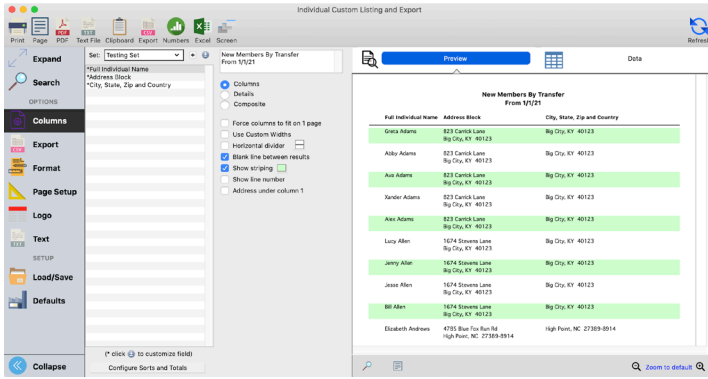 Individual Custom Listing and Export
Print Page PDF Text File Clipboard Export Numbers Excel Screen
Refresh
Expand
Search
OPTIONS
Columns
Export
Format
Page Setup
Logo
Text
SETUP
Load/Save
Defaults
Collapse
Set: Testing Set
*Full Individual Name
*Address Block
*City, State, Zip and Country
(* click to customize field)
Configure Sorts and Totals
New Members By Transfer
From 1/1/21
Columns
Details
Composite
Force columns to fit on 1 page
Use Custom Widths
Horizontal divider
Blank line between results
Show striping
Show line number
Address under column 1
Preview Data
New Members By Transfer
From 1/1/21
Full Individual Name Address Block City, State, Zip and Country
Greta Adams 823 Carrick Lane Big City, KY 40123
Big City, KY 40123
Abby Adams 823 Carrick Lane Big City, KY 40123
Big City, KY 40123
Ava Adams 823 Carrick Lane Big City, KY 40123
Big City, KY 40123
Xander Adams 823 Carrick Lane Big City, KY 40123
Big City, KY 40123
Alex Adams 823 Carrick Lane Big City, KY 40123
Big City, KY 40123
Lucy Allen 1674 Stevens Lane Big City, KY 40123
Big City, KY 40123
Jenny Allen 1674 Stevens Lane Big City, KY 40123
Big City, KY 40123
Jesse Allen 1674 Stevens Lane Big City, KY 40123
Big City, KY 40123
Bill Allen 1674 Stevens Lane Big City, KY 40123
Big City, KY 40123
Elizabeth Andrews 4785 Blue Fox Run Rd High Point, NC 27389-8914
High Point, NC 27389-8914
Zoom to default